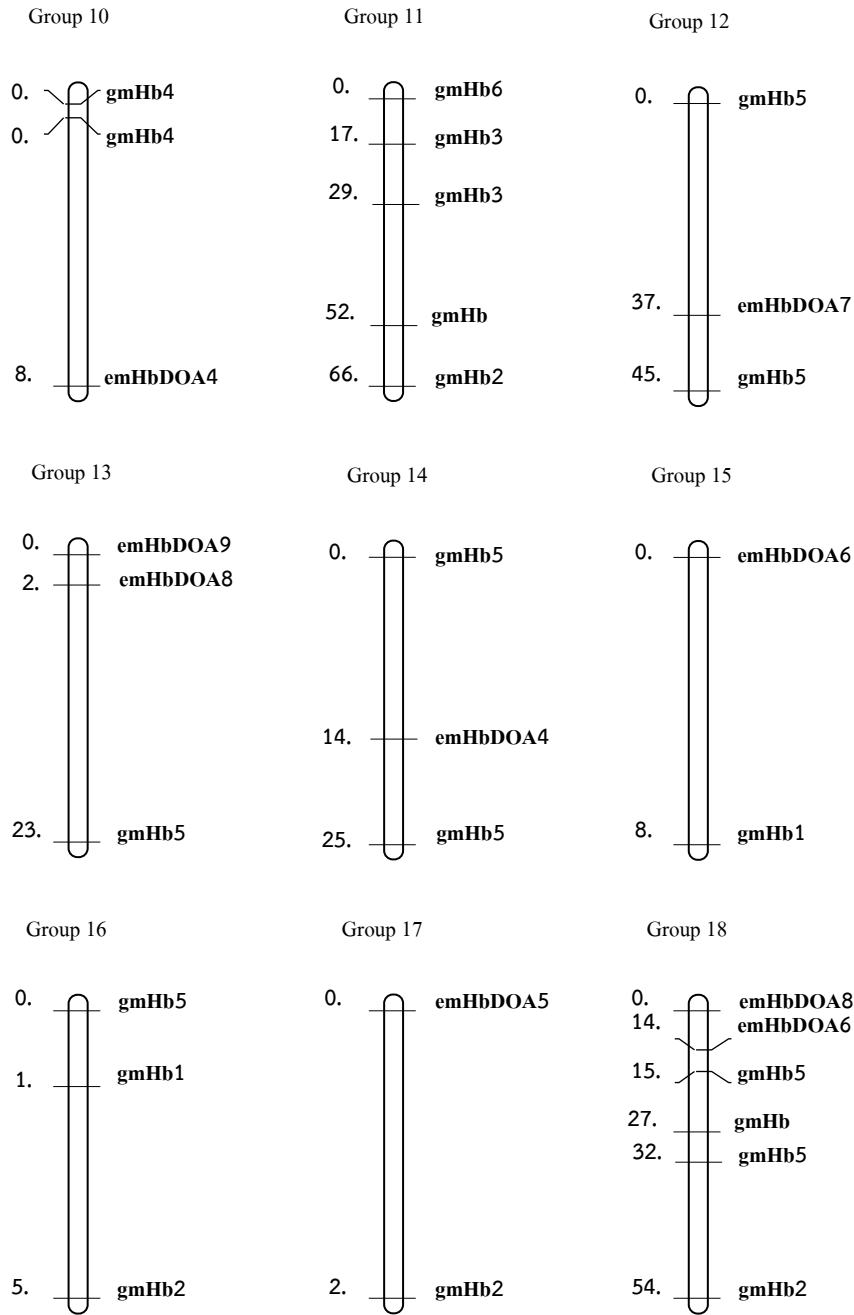 Group 10
0. gmHb4
0. gmHb4
8. emHbDOA4
Group 11
0. gmHb6
17. gmHb3
29. gmHb3
52. gmHb
66. gmHb2
Group 12
0. gmHb5
37. emHbDOA7
45. gmHb5
Group 13
0. emHbDOA9
2. emHbDOA8
23. gmHb5
Group 14
0. gmHb5
14. emHbDOA4
25. gmHb5
Group 15
0. emHbDOA6
8. gmHb1
Group 16
0. gmHb5
1. gmHb1
5. gmHb2
Group 17
0. emHbDOA5
2. gmHb2
Group 18
0. emHbDOA8
14. emHbDOA6
15. gmHb5
27. gmHb
32. gmHb5
54. gmHb2